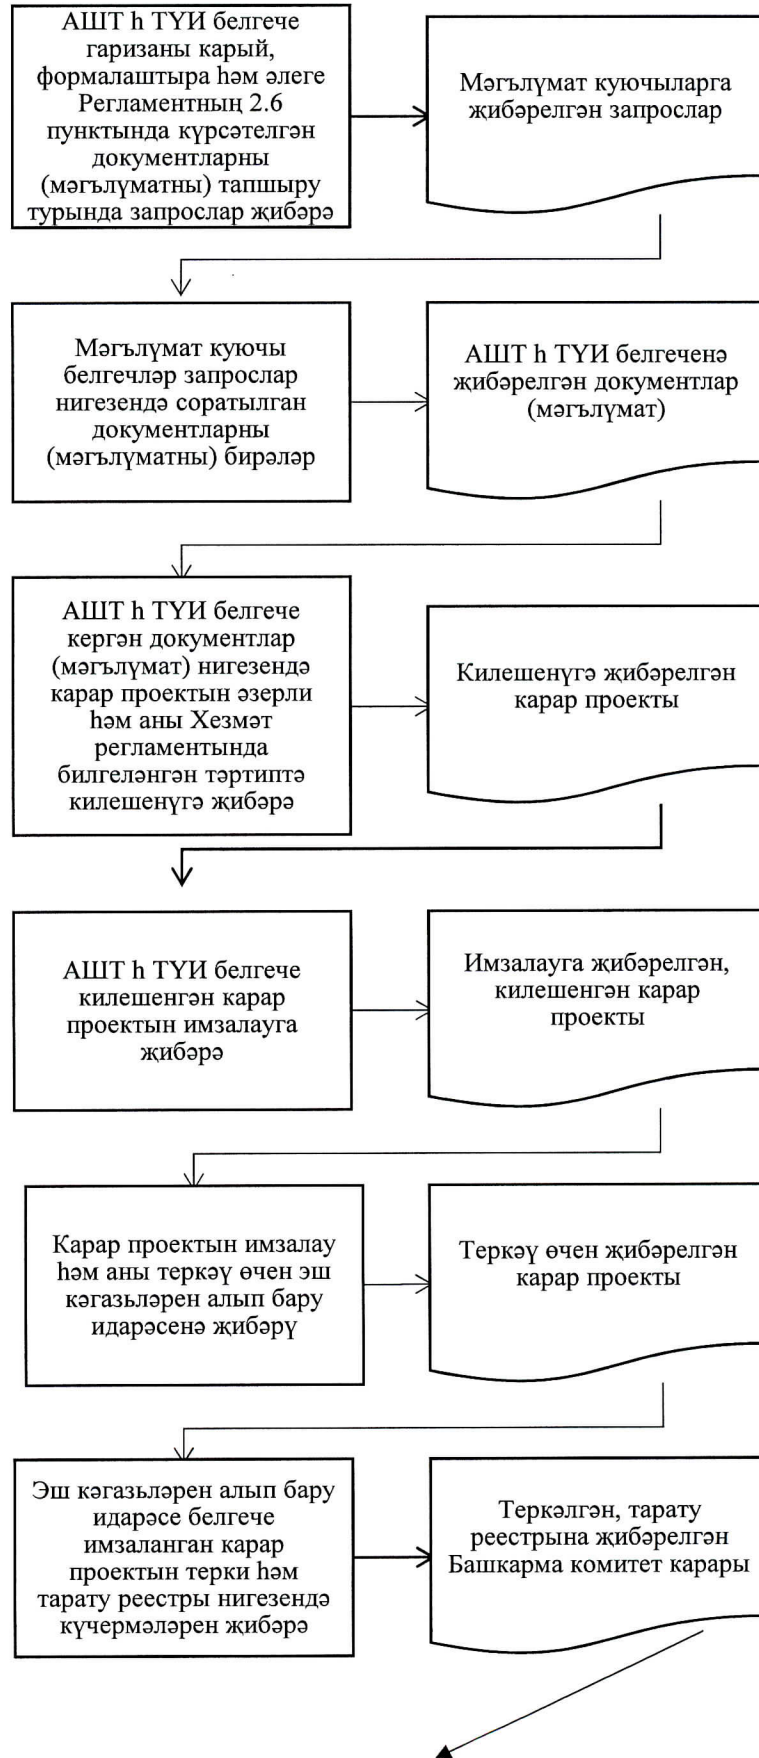 АШТ һ ТҮИ белгече
гаризаны карый,
формалаштыра һәм әлеге
Регламентның 2.6
пунктында күрсәтелгән
документларны
(мәгълүматны) тапшыру
турында запрослар җибәрә
Мәгълүмат куючыларга
җибәрелгән запрослар
Мәгълүмат куючы
белгечләр запрослар
нигезендә соратылган
документларны
(мәгълүматны) бирәләр
АШТ һ ТҮИ белгеченә
җибәрелгән документлар
(мәгълүмат)
АШТ һ ТҮИ белгече
кергән документлар
(мәгълүмат) нигезендә
карар проектын әзерли
һәм аны Хезмәт
регламентында
билгеләнгән тәртиптә
килешенүгә җибәрә
Килешенүгә җибәрелгән
карар проекты
АШТ һ ТҮИ белгече
килешенгән карар
проектын имзалауга
җибәрә
Имзалауга җибәрелгән,
килешенгән карар
проекты
Карар проектын имзалау
һәм аны теркәү өчен эш
кәгазьләрен алып бару
идарәсенә җибәрү
Теркәү өчен җибәрелгән
карар проекты
Эш кәгазьләрен алып бару
идарәсе белгече
имзаланган карар
проектын терки һәм
тарату реестры нигезендә
күчермәләрен җибәрә
Теркәлгән, тарату
реестрына җибәрелгән
Башкарма комитет карары